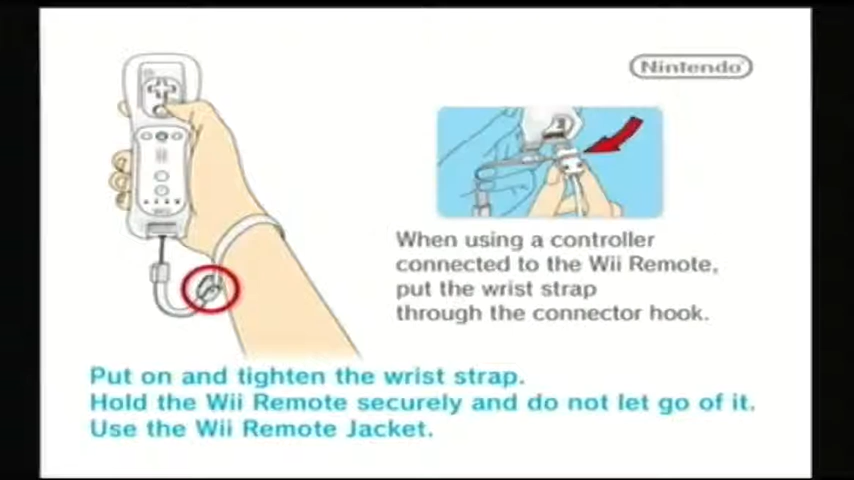 Nintendo
When using a controller
connected to the Wii Remote,
put the wrist strap
through the connector hook.
Put on and tighten the wrist strap.
Hold the Wii Remote securely and do not let go of it.
Use the Wii Remote Jacket.